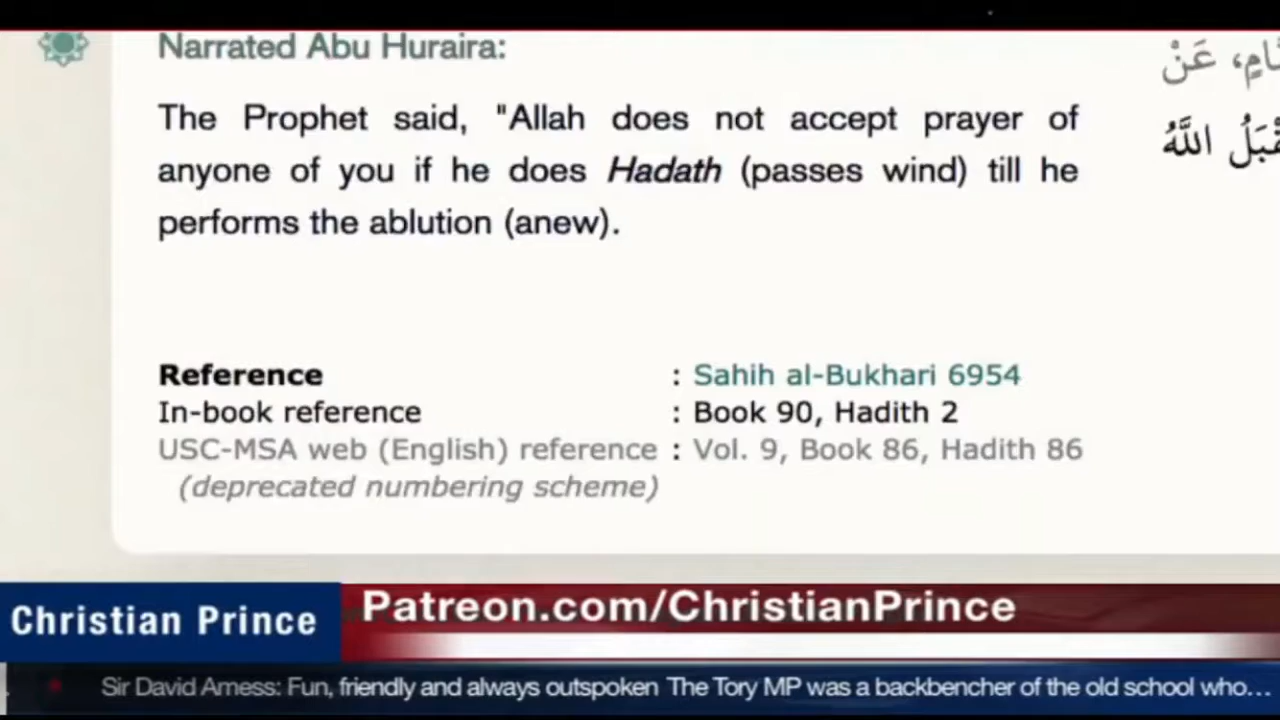 Narrated Abu Huraira:
The Prophet said, "Allah does not accept prayer of
anyone of you if he does Hadath (passes wind) till he
performs the ablution (anew).
عَنْ
اللَّهُ
Reference : Sahih al-Bukhari 6954
In-book reference : Book 90, Hadith 2
USC-MSA web (English) reference : Vol. 9, Book 86, Hadith 86
(deprecated numbering scheme)
Christian Prince
Patreon.com/ChristianPrince
Sir David Amess: Fun, friendly and always outspoken The Tory MP was a backbencher of the old school who...